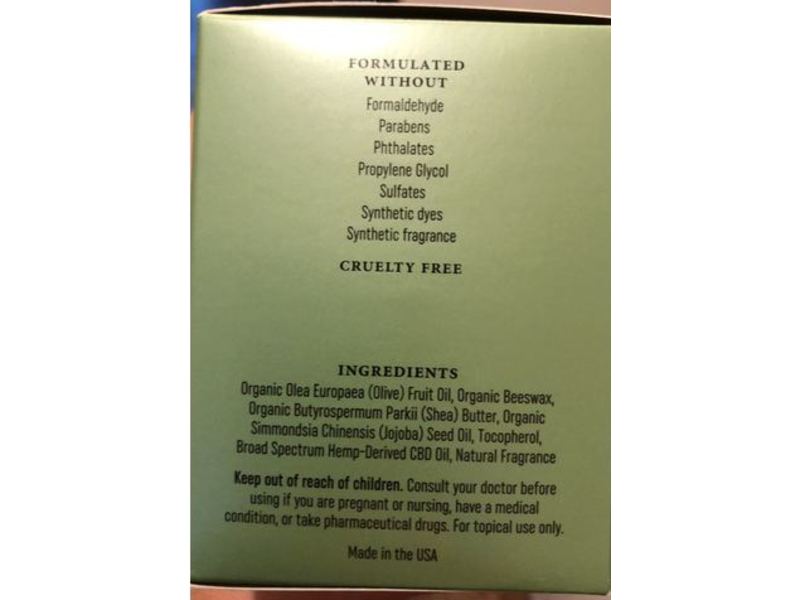 FORMULATED
WITHOUT
Formaldehyde
Parabens
Phthalates
Propylene Glycol
Sulfates
Synthetic dyes
Synthetic fragrance
CRUELTY FREE
INGREDIENTS
Organic Olea Europaea (Olive) Fruit Oil, Organic Beeswax,
Organic Butyrospermum Parkii (Shea) Butter, Organic
Simmondsia Chinensis (Jojoba) Seed Oil, Tocopherol,
Broad Spectrum Hemp-Derived CBD Oil, Natural Fragrance
Keep out of reach of children. Consult your doctor before
using if you are pregnant or nursing, have a medical
condition, or take pharmaceutical drugs. For topical use only.
Made in the USA